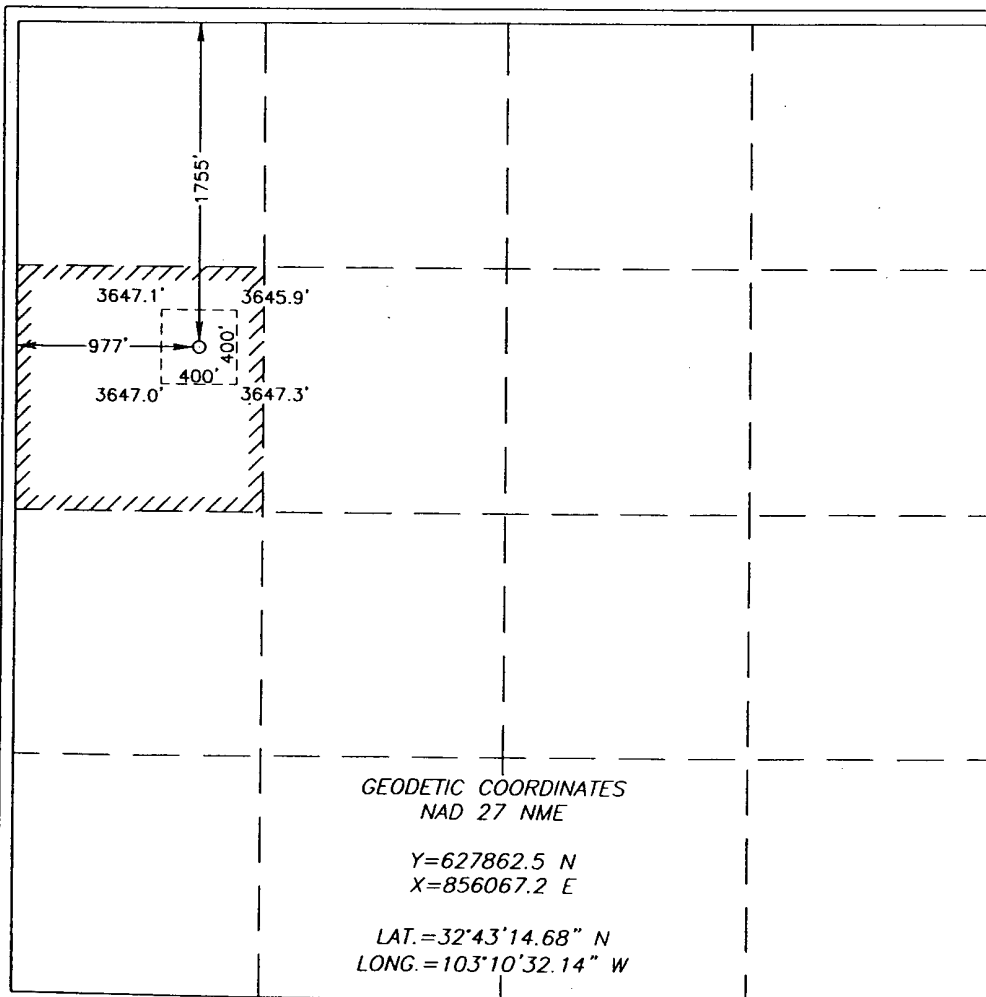 1755'
3647.1' 3645.9'
977' 400'
400'
3647.0' 3647.3'
GEODETIC COORDINATES
NAD 27 NME
Y=627862.5 N
X=856067.2 E
LAT.=32°43'14.68" N
LONG.=103°10'32.14" W